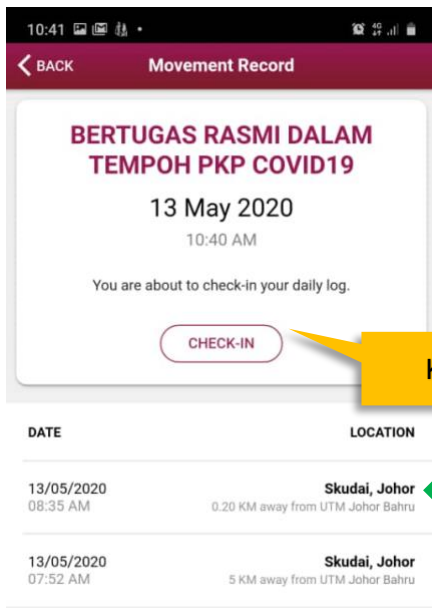 10:41
BACK Movement Record
BERTUGAS RASMI DALAM
TEMPOH PKP COVID19
13 May 2020
10:40 AM
You are about to check-in your daily log.
CHECK-IN
DATE LOCATION
13/05/2020 Skudai, Johor
08:35 AM 0.20 KM away from UTM Johor Bahru
13/05/2020 Skudai, Johor
07:52 AM 5 KM away from UTM Johor Bahru